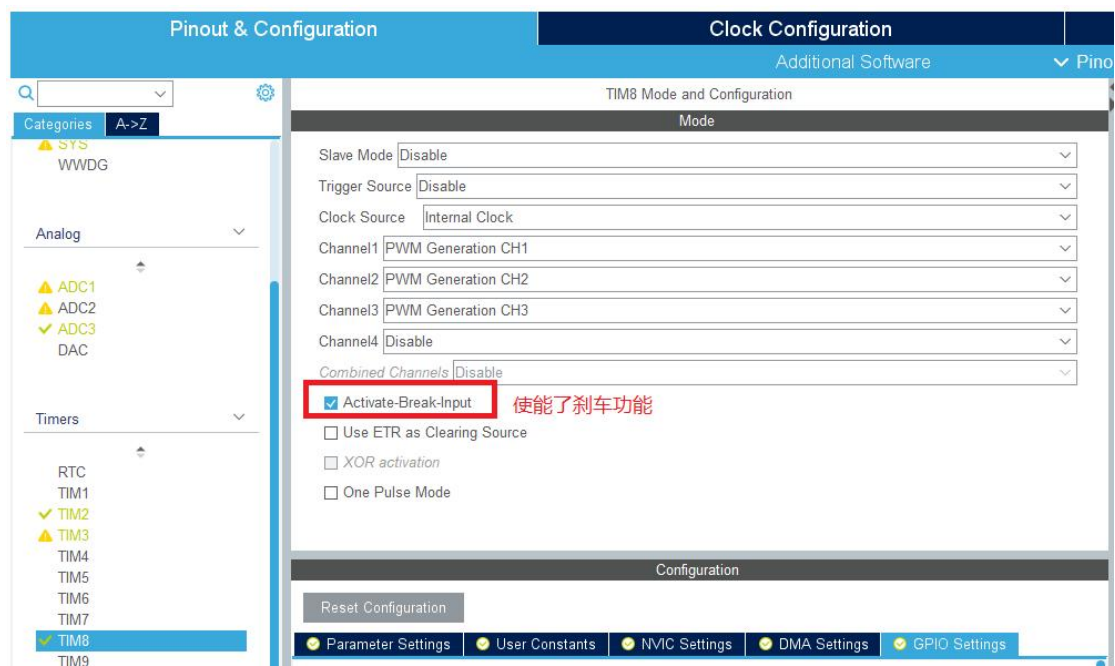 Pinout & Configuration
Clock Configuration
Additional Software
Pino
Categories
A->Z
SYS
WWDG
Analog
ADC1
ADC2
ADC3
DAC
Timers
RTC
TIM1
TIM2
TIM3
TIM4
TIM5
TIM6
TIM7
TIM8
TIM9
TIM8 Mode and Configuration
Mode
Slave Mode Disable
Trigger Source Disable
Clock Source Internal Clock
Channel1 PWM Generation CH1
Channel2 PWM Generation CH2
Channel3 PWM Generation CH3
Channel4 Disable
Combined Channels Disable
Activate-Break-Input 使能了刹车功能
Use ETR as Clearing Source
XOR activation
One Pulse Mode
Configuration
Reset Configuration
Parameter Settings
User Constants
NVIC Settings
DMA Settings
GPIO Settings